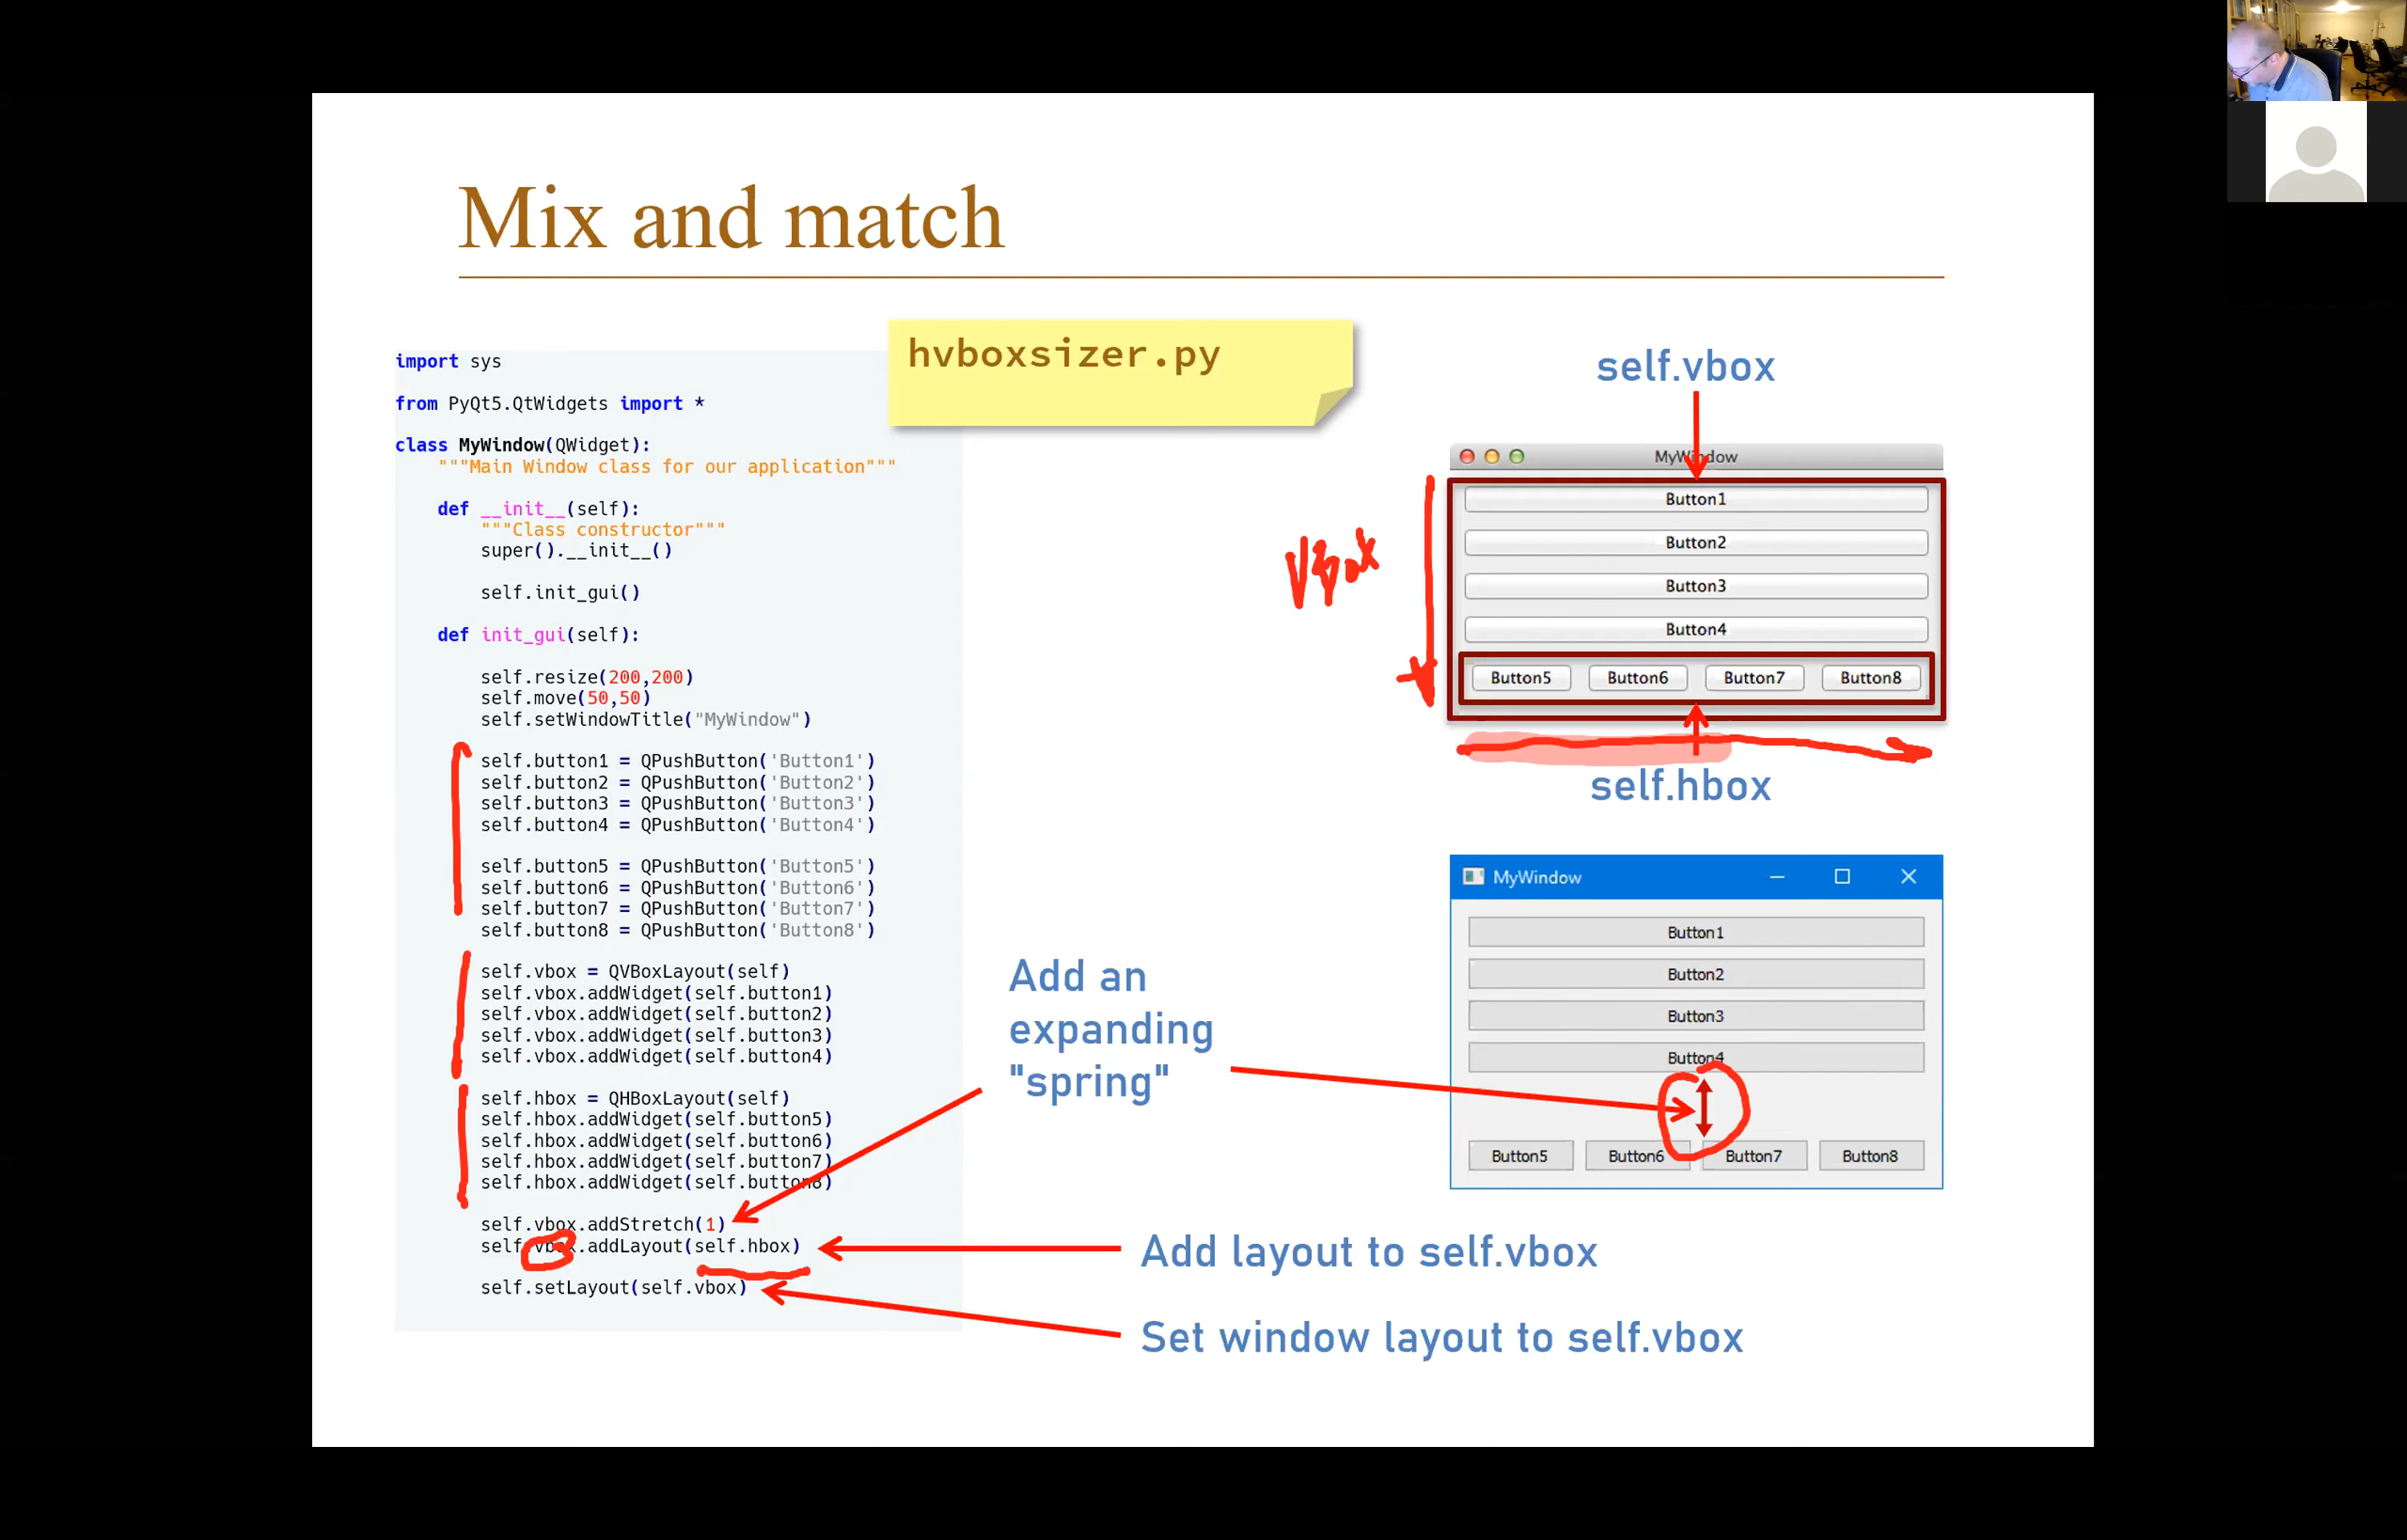 Mix and match
hvboxsizer.py
import sys
from PyQt5.QtWidgets import *
class MyWindow(QWidget):
    """Main Window class for our application"""
    def __init__(self):
        """Class constructor"""
        super().__init__()
        self.init_gui()
    def init_gui(self):
        self.resize(200,200)
        self.move(50,50)
        self.setWindowTitle("MyWindow")
        self.button1 = QPushButton('Button1')
        self.button2 = QPushButton('Button2')
        self.button3 = QPushButton('Button3')
        self.button4 = QPushButton('Button4')
        self.button5 = QPushButton('Button5')
        self.button6 = QPushButton('Button6')
        self.button7 = QPushButton('Button7')
        self.button8 = QPushButton('Button8')
        self.vbox = QVBoxLayout(self)
        self.vbox.addWidget(self.button1)
        self.vbox.addWidget(self.button2)
        self.vbox.addWidget(self.button3)
        self.vbox.addWidget(self.button4)
        self.hbox = QHBoxLayout(self)
        self.hbox.addWidget(self.button5)
        self.hbox.addWidget(self.button6)
        self.hbox.addWidget(self.button7)
        self.hbox.addWidget(self.button8)
        self.vbox.addStretch(1)
        self.vbox.addLayout(self.hbox)
        self.setLayout(self.vbox)
Add an
expanding
"spring"
Add layout to self.vbox
Set window layout to self.vbox
self.vbox
MyWindow
Vbox
Button1
Button2
Button3
Button4
Button5 Button6 Button7 Button8
self.hbox
MyWindow
Button1
Button2
Button3
Button4
Button5 Button6 Button7 Button8